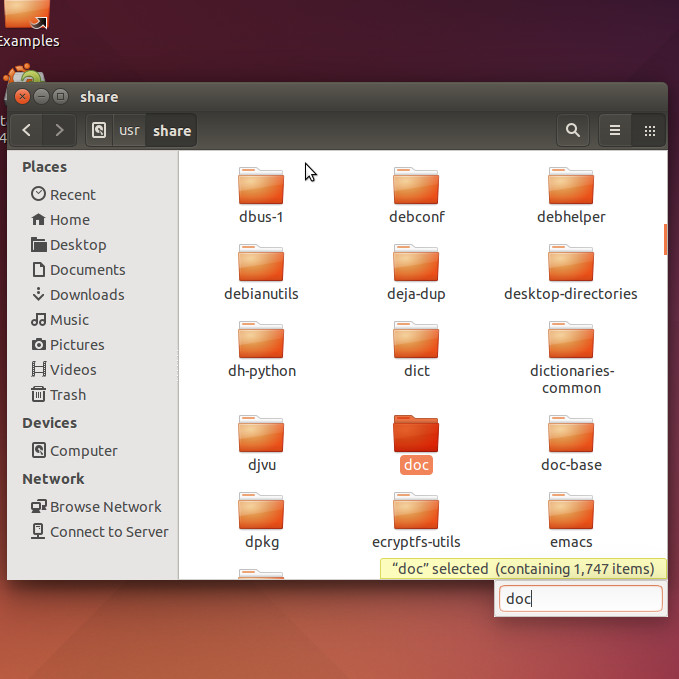 Examples
share
usr
share
Places
Recent
Home
Desktop
Documents
Downloads
Music
Pictures
Videos
Trash
Devices
Computer
Network
Browse Network
Connect to Server
dbus-1
debconf
debhelper
debianutils
deja-dup
desktop-directories
dh-python
dict
dictionaries-
common
djvu
doc
doc-base
dpkg
ecryptfs-utils
emacs
“doc” selected (containing 1,747 items)
doc